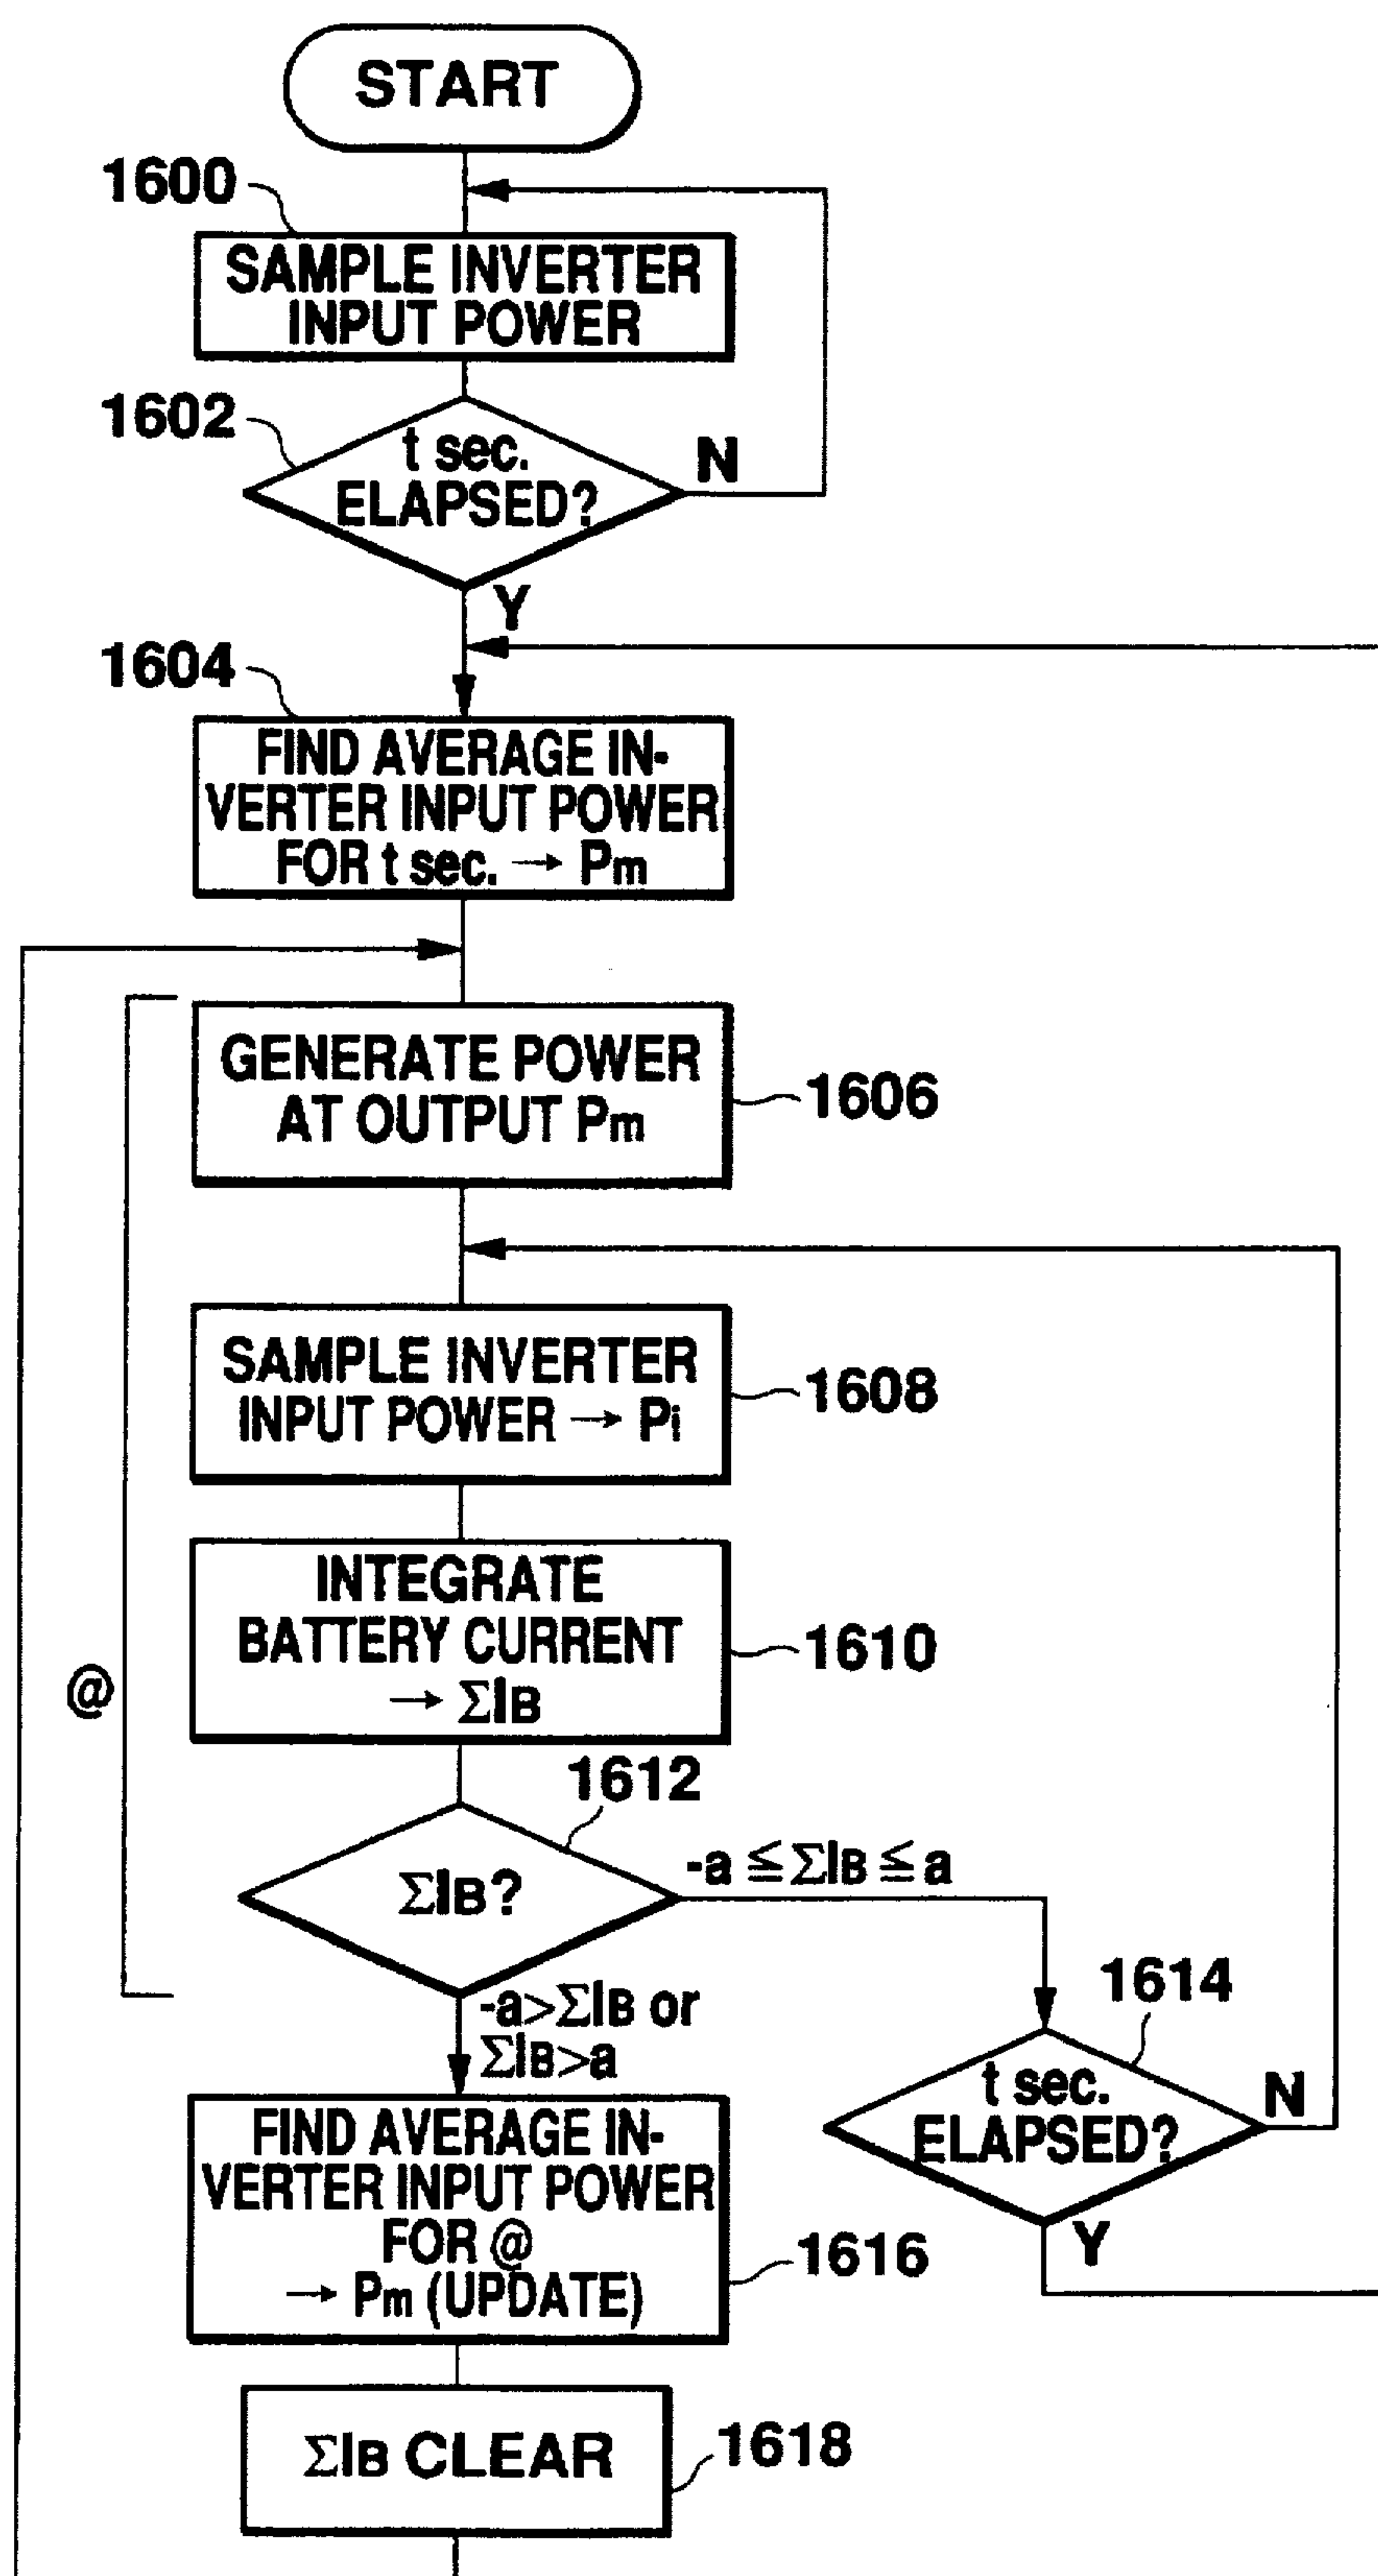 START
1600
SAMPLE INVERTER
INPUT POWER
1602
t sec.
ELAPSED?
N
Y
1604
FIND AVERAGE IN-
VERTER INPUT POWER
FOR t sec. → Pm
GENERATE POWER
AT OUTPUT Pm
1606
SAMPLE INVERTER
INPUT POWER → Pi
1608
INTEGRATE
BATTERY CURRENT
→ ΣIB
1610
@
1612
ΣIB?
-a ≦ ΣIB ≦ a
-a>ΣIB or
ΣIB>a
1614
t sec.
ELAPSED?
N
Y
FIND AVERAGE IN-
VERTER INPUT POWER
FOR @
→ Pm (UPDATE)
1616
ΣIB CLEAR
1618